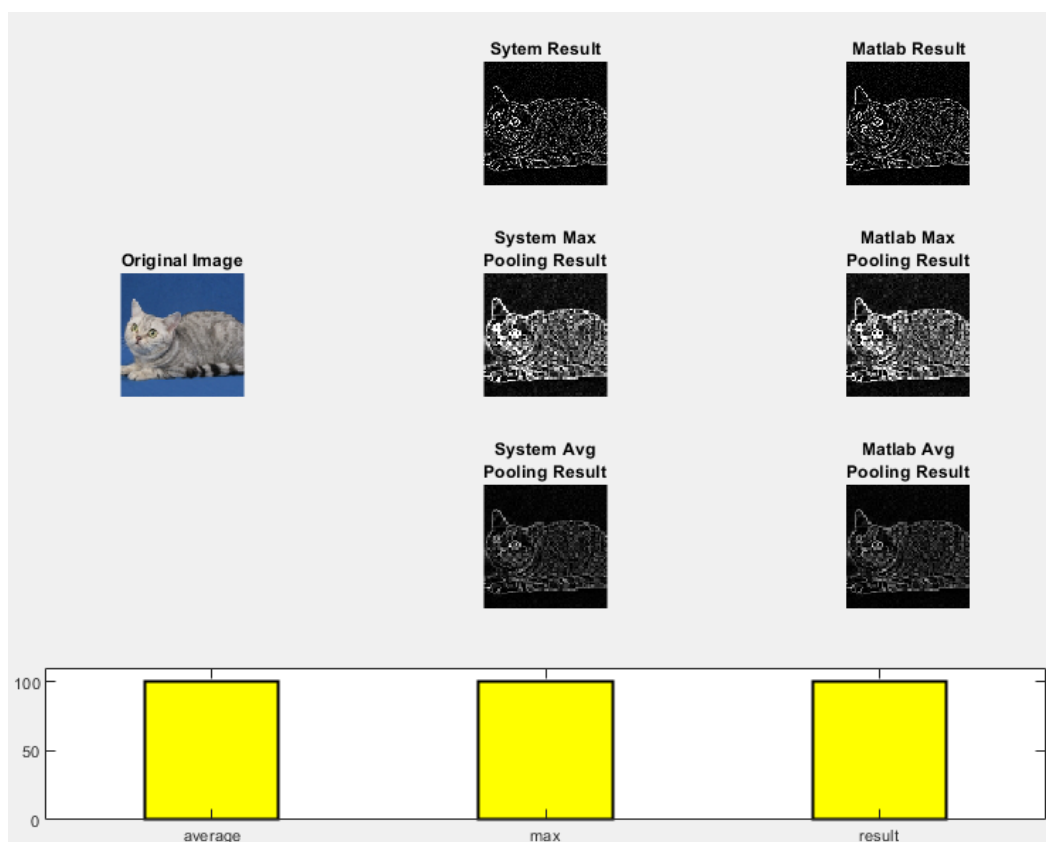 Sytem Result
Matlab Result
System Max
Pooling Result
Matlab Max
Pooling Result
Original Image
System Avg
Pooling Result
Matlab Avg
Pooling Result
100
50
0
average
max
result